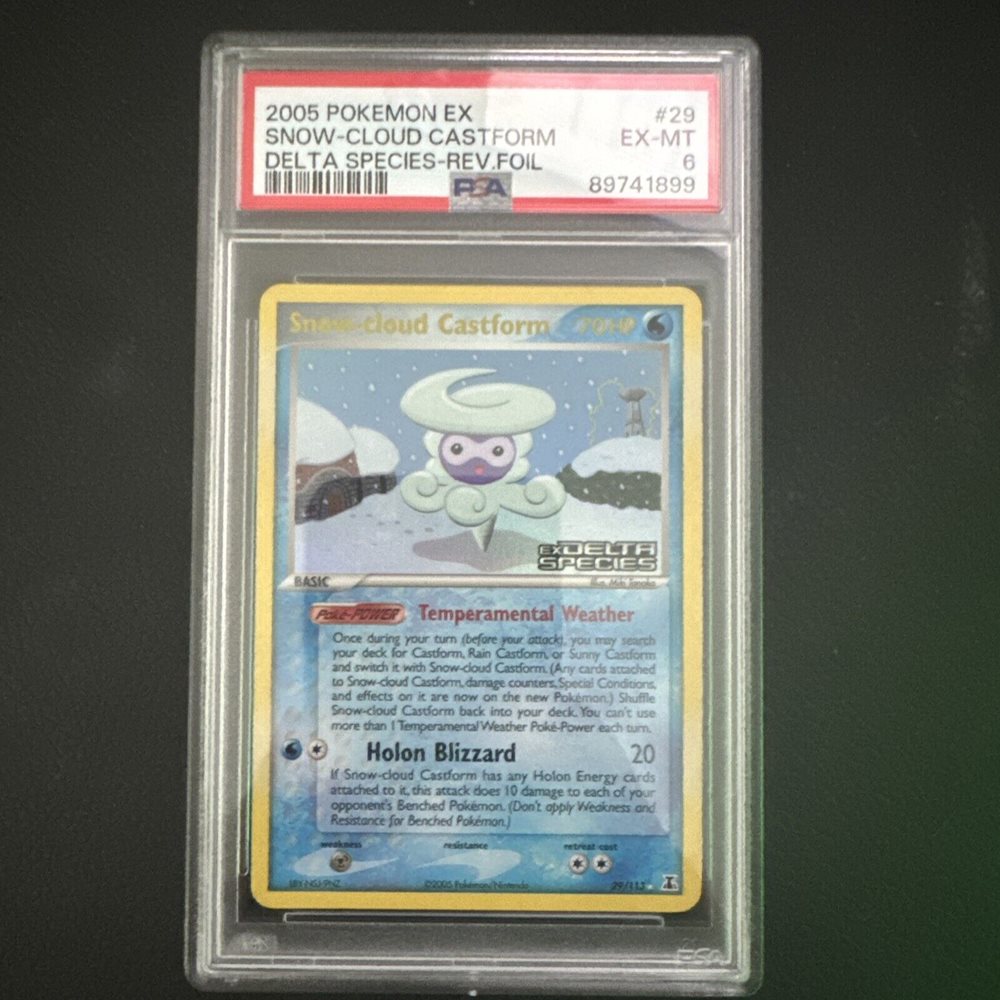 2005 POKEMON EX #29
SNOW-CLOUD CASTFORM EX-MT
DELTA SPECIES-REV.FOIL 6
PSA 89741899
Snow-cloud Castform 70 HP
EX DELTA
SPECIES
BASIC Illus. Miki Tanaka
Poké-POWER Temperamental Weather
Once during your turn (before your attack), you may search
your deck for Castform, Rain Castform, or Sunny Castform
and switch it with Snow-cloud Castform. (Any cards attached
to Snow-cloud Castform, damage counters, Special Conditions,
and effects on it are now on the new Pokémon.) Shuffle
Snow-cloud Castform back into your deck. You can't use
more than 1 Temperamental Weather Poké-Power each turn.
Holon Blizzard 20
If Snow-cloud Castform has any Holon Energy cards
attached to it, this attack does 10 damage to each of your
opponent's Benched Pokémon. (Don't apply Weakness and
Resistance for Benched Pokémon.)
weakness resistance retreat cost
©2005 Pokémon/Nintendo 29/113
PSA